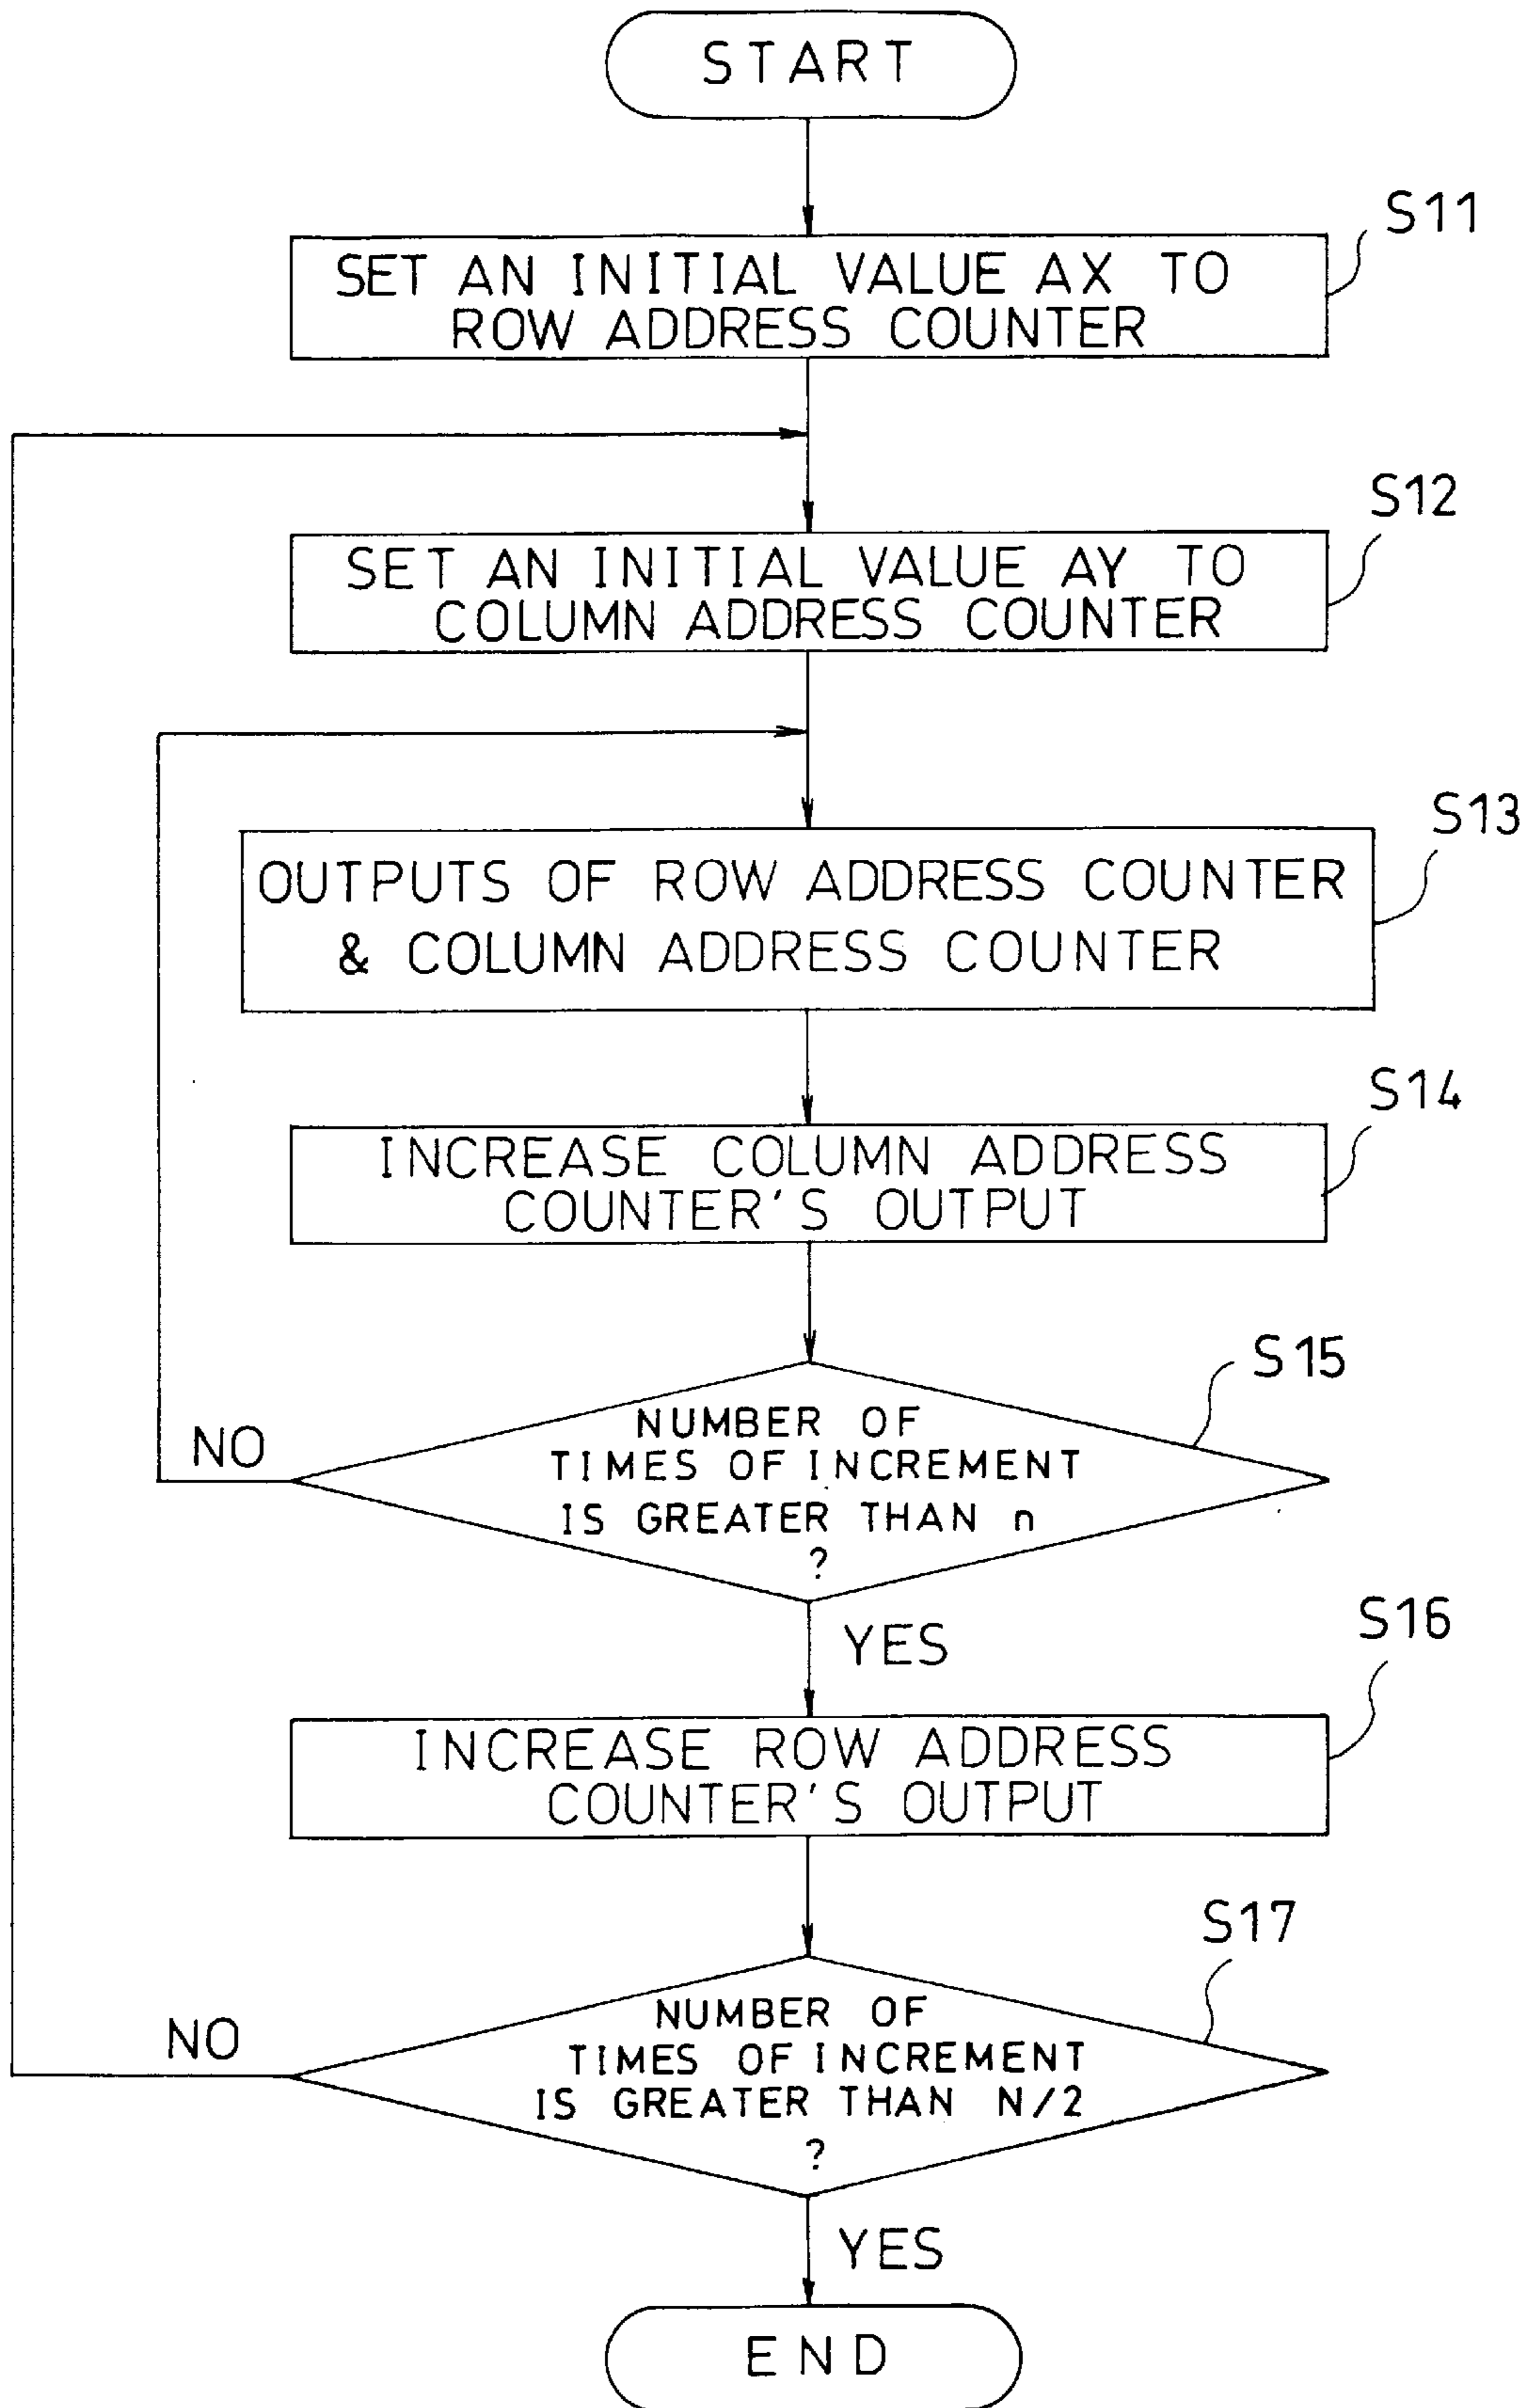 START
S11
SET AN INITIAL VALUE AX TO
ROW ADDRESS COUNTER
S12
SET AN INITIAL VALUE AY TO
COLUMN ADDRESS COUNTER
S13
OUTPUTS OF ROW ADDRESS COUNTER
& COLUMN ADDRESS COUNTER
S14
INCREASE COLUMN ADDRESS
COUNTER'S OUTPUT
S15
NUMBER OF
TIMES OF INCREMENT
IS GREATER THAN n
?
NO
YES
S16
INCREASE ROW ADDRESS
COUNTER'S OUTPUT
S17
NUMBER OF
TIMES OF INCREMENT
IS GREATER THAN N/2
?
NO
YES
END